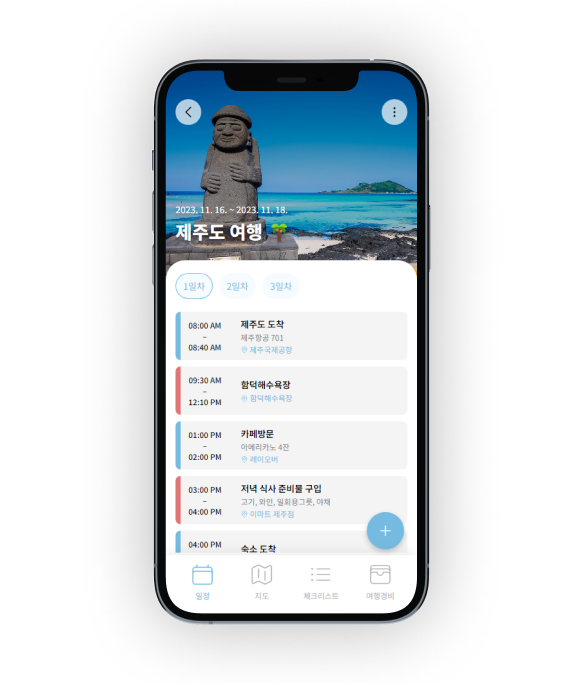 2023. 11. 16. ~ 2023. 11. 18.
제주도 여행 🌴
1일차 2일차 3일차
08:00 AM
~
08:40 AM
제주도 도착
제주항공 701
제주국제공항
09:30 AM
~
12:10 PM
함덕해수욕장
함덕해수욕장
01:00 PM
~
02:00 PM
카페방문
아메리카노 4잔
레이오버
03:00 PM
~
04:00 PM
저녁 식사 준비물 구입
고기, 와인, 일회용그릇, 야채
이마트 제주점
04:00 PM
숙소 도착
일정 지도 체크리스트 여행경비